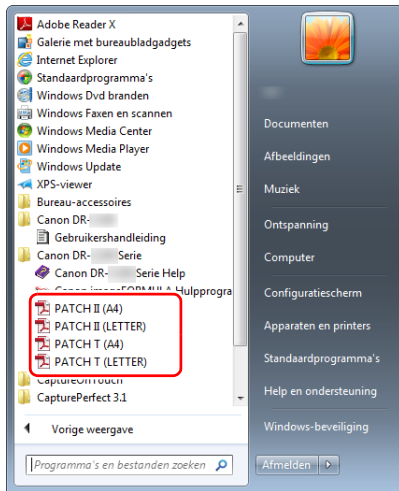 Adobe Reader X
Galerie met bureaubladgadgets
Internet Explorer
Standaardprogramma's
Windows Dvd branden
Windows Faxen en scannen
Windows Media Center
Windows Media Player
Windows Update
XPS-viewer
Bureau-accessoires
Canon DR-
Gebruikershandleiding
Canon DR- Serie
Canon DR- Serie Help
Canon imageFORMULA Hulpprogra
PATCH II (A4)
PATCH II (LETTER)
PATCH T (A4)
PATCH T (LETTER)
CaptureOnTouch
CapturePerfect 3.1
Vorige weergave
Programma's en bestanden zoeken
Documenten
Afbeeldingen
Muziek
Ontspanning
Computer
Configuratiescherm
Apparaten en printers
Standaardprogramma's
Help en ondersteuning
Windows-beveiliging
Afmelden